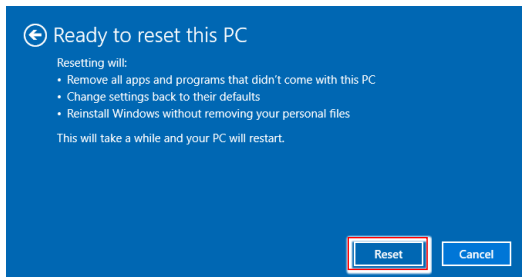 Ready to reset this PC
Resetting will:
• Remove all apps and programs that didn't come with this PC
• Change settings back to their defaults
• Reinstall Windows without removing your personal files
This will take a while and your PC will restart.
Reset
Cancel